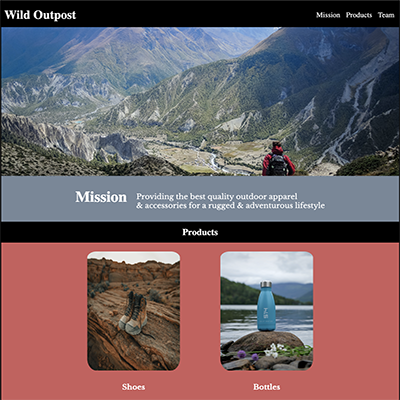 Wild Outpost
Mission Products Team
Mission
Providing the best quality outdoor apparel
& accessories for a rugged & adventurous lifestyle
Products
Shoes
Bottles